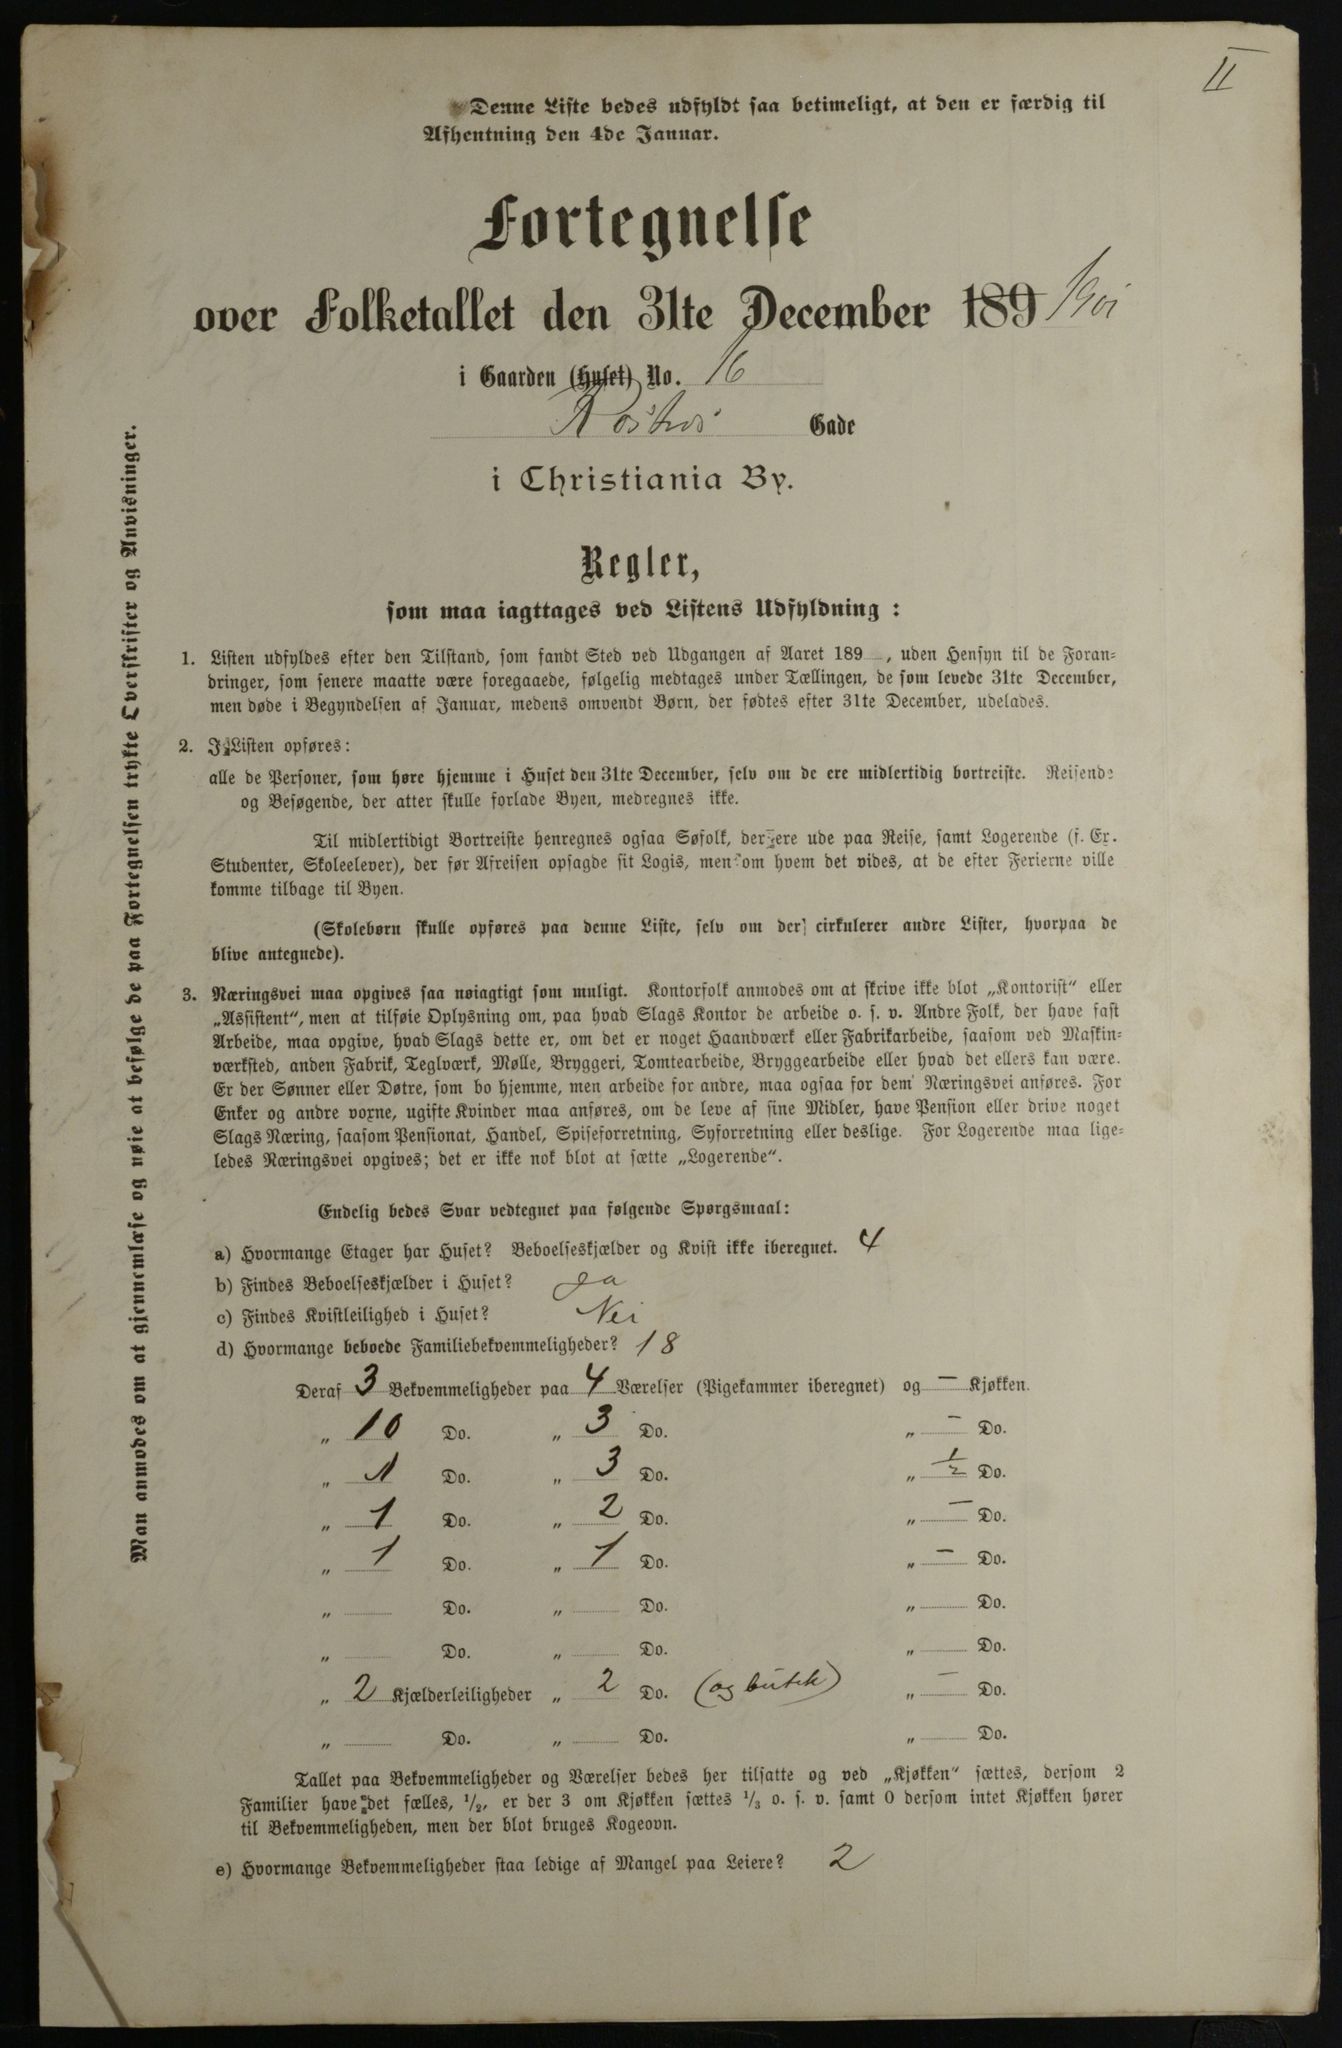 II
Denne Liste bedes udfyldt saa betimeligt, at den er færdig til
Afhentning den 4de Januar.
Fortegnelse
over Folketallet den 31te December 189 1901
i Gaarden (Huset) No. 16
Gade
i Christiania By.
Regler,
som maa iagttages ved Listens Udfyldning:
1. Listen udfyldes efter den Tilstand, som fandt Sted ved Udgangen af Aaret 189 , uden Hensyn til de Foran-
dringer, som senere maatte være foregaaede, følgelig medtages under Tællingen, de som levede 31te December,
men døde i Begyndelsen af Januar, medens omvendt Børn, der fødtes efter 31te December, udelades.
2. I Listen opføres:
alle de Personer, som høre hjemme i Huset den 31te December, selv om de ere midlertidig bortreiste. Reisende
og Besøgende, der atter skulle forlade Byen, medregnes ikke.
Til midlertidigt Bortreiste henregnes ogsaa Søfolk, der ere ude paa Reise, samt Logerende (f. Ex.
Studenter, Skoleelever), der før Afreisen opsagde sit Logis, men om hvem det vides, at de efter Ferierne ville
komme tilbage til Byen.
(Skolebørn skulle opføres paa denne Liste, selv om der cirkulerer andre Lister, hvorpaa de
blive antegnede).
3. Næringsvei maa opgives saa nøiagtigt som muligt. Kontorfolk anmodes om at skrive ikke blot „Kontorist“ eller
„Assistent“, men at tilføie Oplysning om, paa hvad Slags Kontor de arbeide o. s. v. Andre Folk, der have fast
Arbeide, maa opgive, hvad Slags dette er, om det er noget Haandværk eller Fabrikarbeide, saasom ved Maskin-
værksted, anden Fabrik, Teglværk, Mølle, Bryggeri, Tomtearbeide, Bryggearbeide eller hvad det ellers kan være.
Er der Sønner eller Døtre, som bo hjemme, men arbeide for andre, maa ogsaa for dem Næringsvei anføres. For
Enker og andre voxne, ugifte Kvinder maa anføres, om de leve af sine Midler, have Pension eller drive noget
Slags Næring, saasom Pensionat, Handel, Spiseforretning, Syforretning eller deslige. For Logerende maa lige-
ledes Næringsvei opgives; det er ikke nok blot at sætte „Logerende“.
Endelig bedes Svar vedtegnet paa følgende Spørgsmaal:
a) Hvormange Etager har Huset? Beboelseskjælder og Kvist ikke iberegnet. 4
b) Findes Beboelseskjælder i Huset? Ja
c) Findes Kvistleilighed i Huset? Nei
d) Hvormange beboede Familiebekvemmeligheder? 18
Deraf 3 Bekvemmeligheder paa 4 Værelser (Pigekammer iberegnet) og – Kjøkken.
„ 10 Do. „ 3 Do. „ – Do.
„ 1 Do. „ 3 Do. „ 1/2 Do.
„ 1 Do. „ 2 Do. „ – Do.
„ 1 Do. „ 1 Do. „ – Do.
„ Do. „ Do. „ Do.
„ Do. „ Do. „ Do.
„ 2 Kjælderleiligheder „ 2 Do. (og butik) „ – Do.
„ Do. „ Do. „ Do.
Tallet paa Bekvemmeligheder og Værelser bedes her tilsatte og ved „Kjøkken“ sættes, dersom 2
Familier have det fælles, 1/2, er der 3 om Kjøkken sættes 1/3 o. s. v. samt 0 dersom intet Kjøkken hører
til Bekvemmeligheden, men der blot bruges Kogeovn.
e) Hvormange Bekvemmeligheder staa ledige af Mangel paa Leiere? 2
Man anmodes om at gjennemlæse og nøie at befølge de paa Fortegnelsen trykte Overskrifter og Anvisninger.